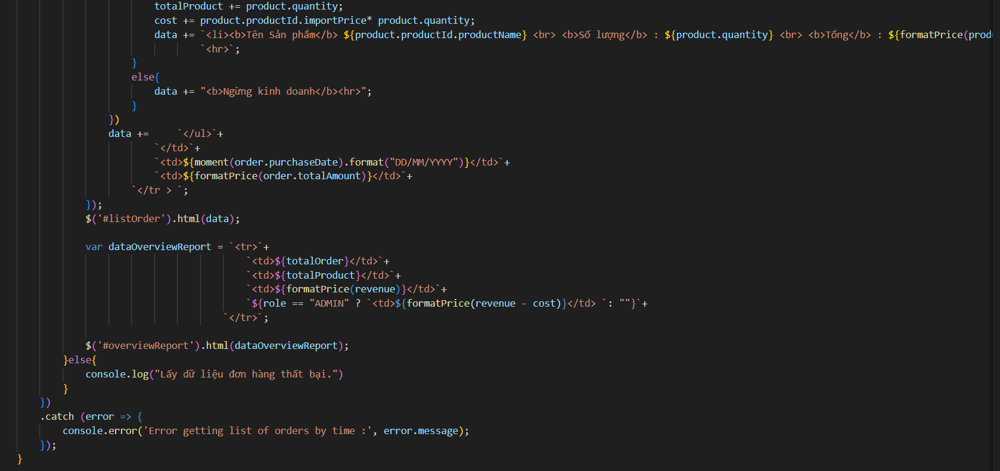 totalProduct += product.quantity;
cost += product.productId.importPrice* product.quantity;
data += `<li><b>Tên Sản phẩm</b> ${product.productId.productName} <br> <b>Số lượng</b> : ${product.quantity} <br> <b>Tổng</b> : ${formatPrice(prod
`<hr>`;
}
else{
data += "<b>Ngừng kinh doanh</b><hr>";
}
})
data += `</ul>`+
`</td>`+
`<td>${moment(order.purchaseDate).format("DD/MM/YYYY")}</td>`+
`<td>${formatPrice(order.totalAmount)}</td>`+
`</tr > `;
});
$('#listOrder').html(data);
var dataOverviewReport = `<tr>`+
`<td>${totalOrder}</td>`+
`<td>${totalProduct}</td>`+
`<td>${formatPrice(revenue)}</td>`+
`${role == "ADMIN" ? `<td>${formatPrice(revenue - cost)}</td> `: ""}`+
`</tr>`;
$('#overviewReport').html(dataOverviewReport);
}else{
console.log("Lấy dữ liệu đơn hàng thất bại.")
}
})
.catch (error => {
console.error('Error getting list of orders by time :', error.message);
});
}